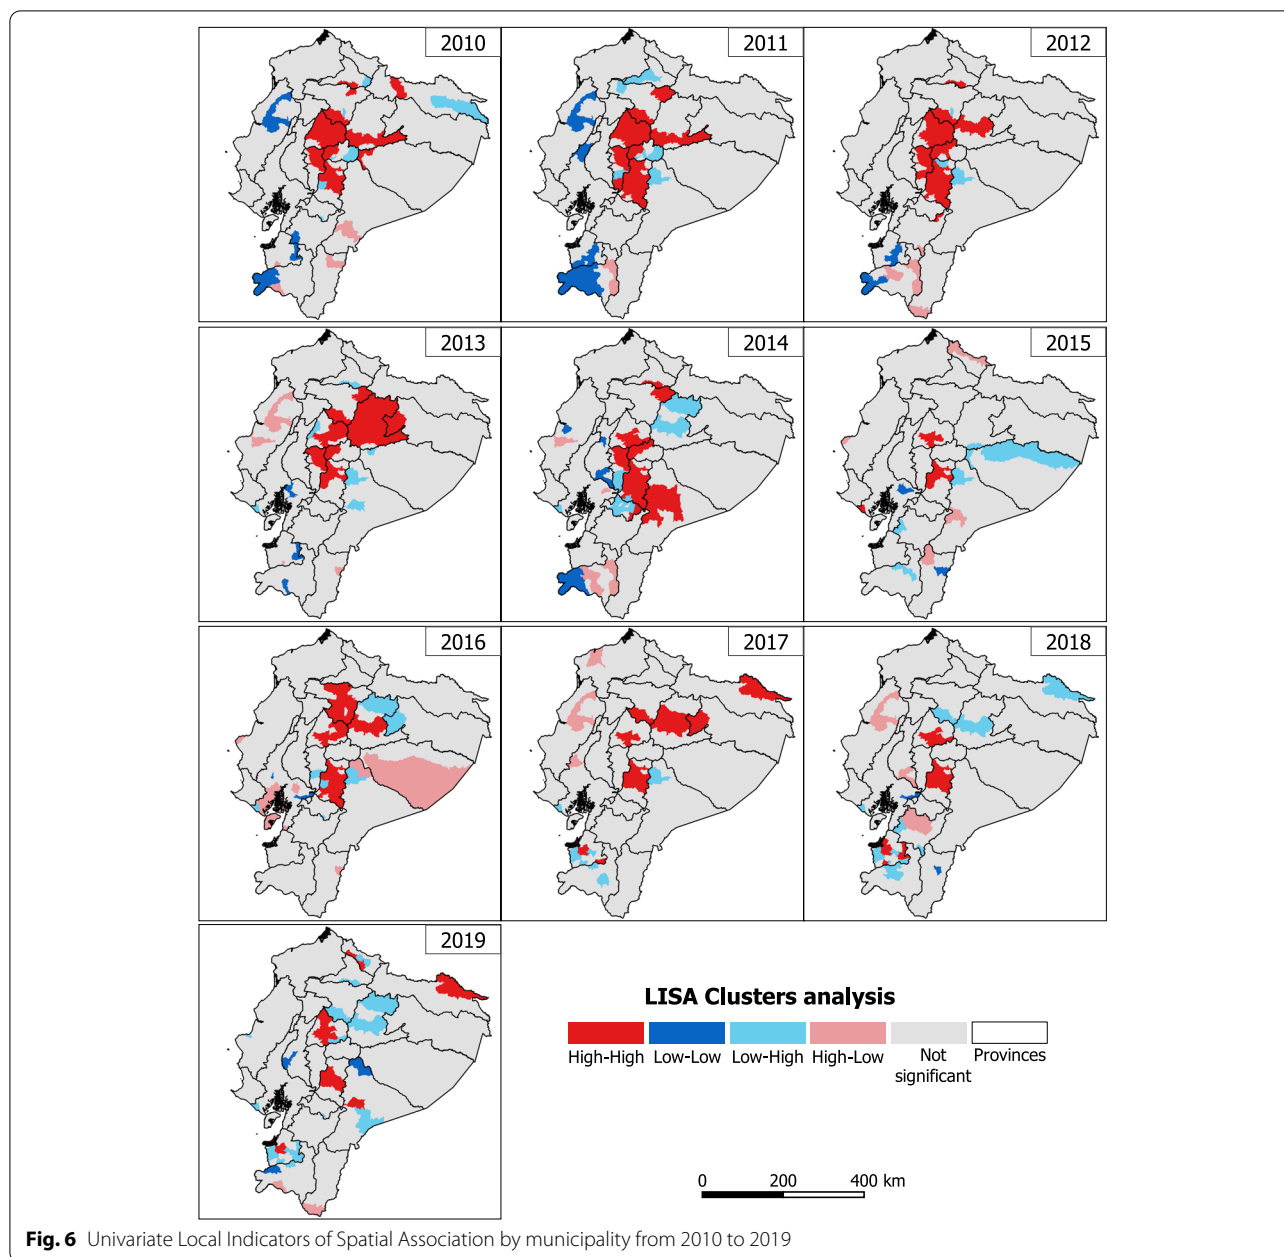 2010
2011
2012
2013
2014
2015
2016
2017
2018
2019
LISA Clusters analysis
High-High Low-Low Low-High High-Low Not significant Provinces
0 200 400 km
Fig. 6 Univariate Local Indicators of Spatial Association by municipality from 2010 to 2019